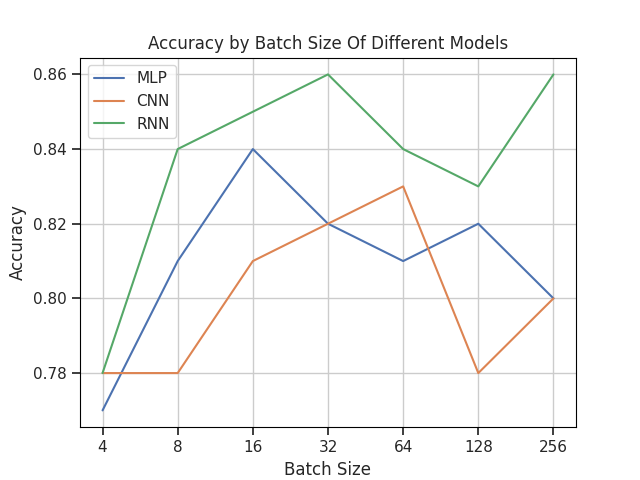 Accuracy by Batch Size Of Different Models
MLP
CNN
RNN
0.86
0.84
0.82
0.80
0.78
Accuracy
4 8 16 32 64 128 256
Batch Size